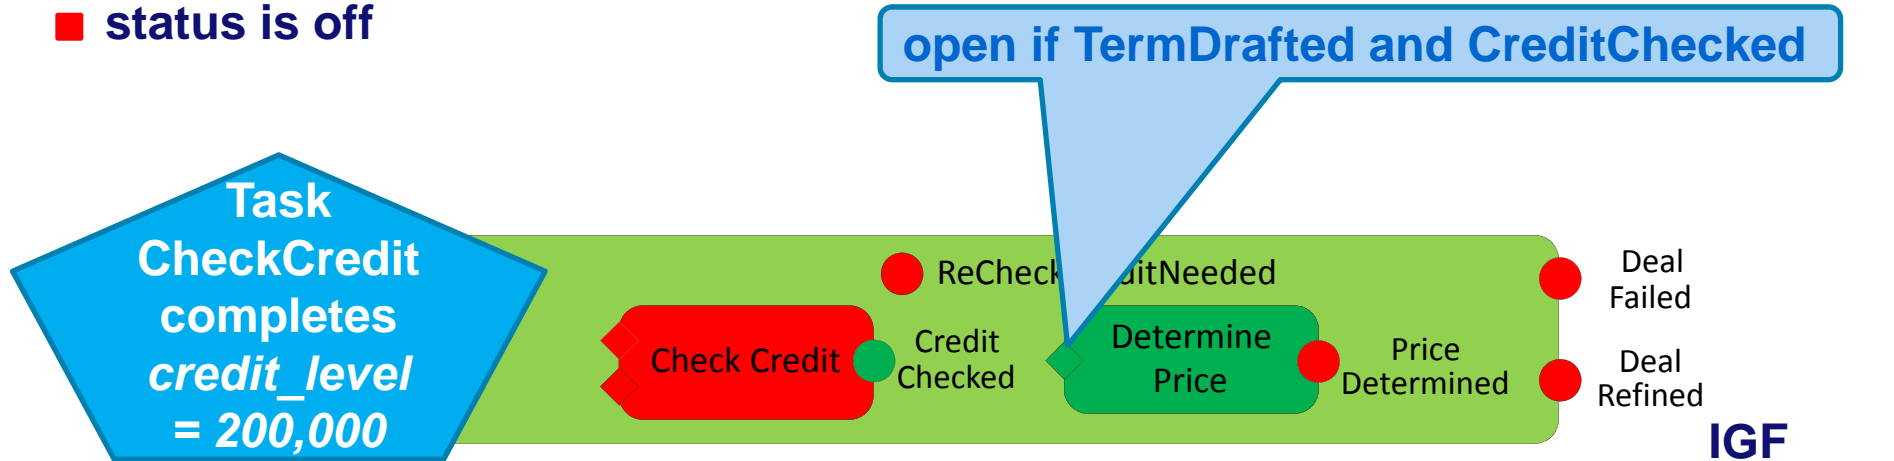 status is off
open if TermDrafted and CreditChecked
Task
CheckCredit
completes
credit_level
= 200,000
ReCheck itNeeded
Check Credit
Credit
Checked
Determine
Price
Price
Determined
Deal
Failed
Deal
Refined
IGF